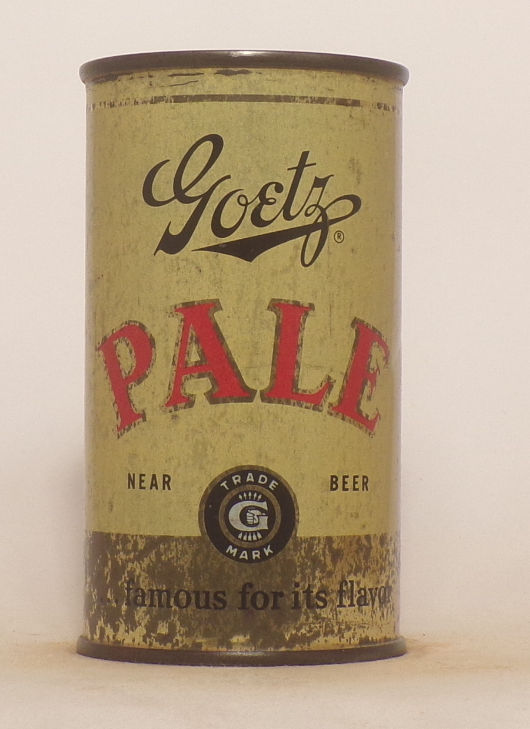 Goetz ®
PALE
NEAR BEER
TRADE
G
MARK
... famous for its flavor